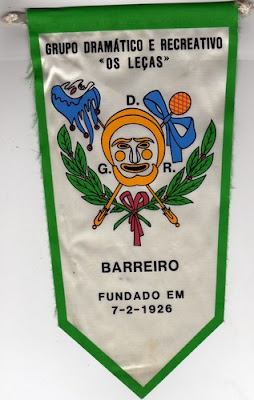 GRUPO DRAMÁTICO E RECREATIVO
"OS LEÇAS"
D.
G. R.
BARREIRO
FUNDADO EM
7-2-1926